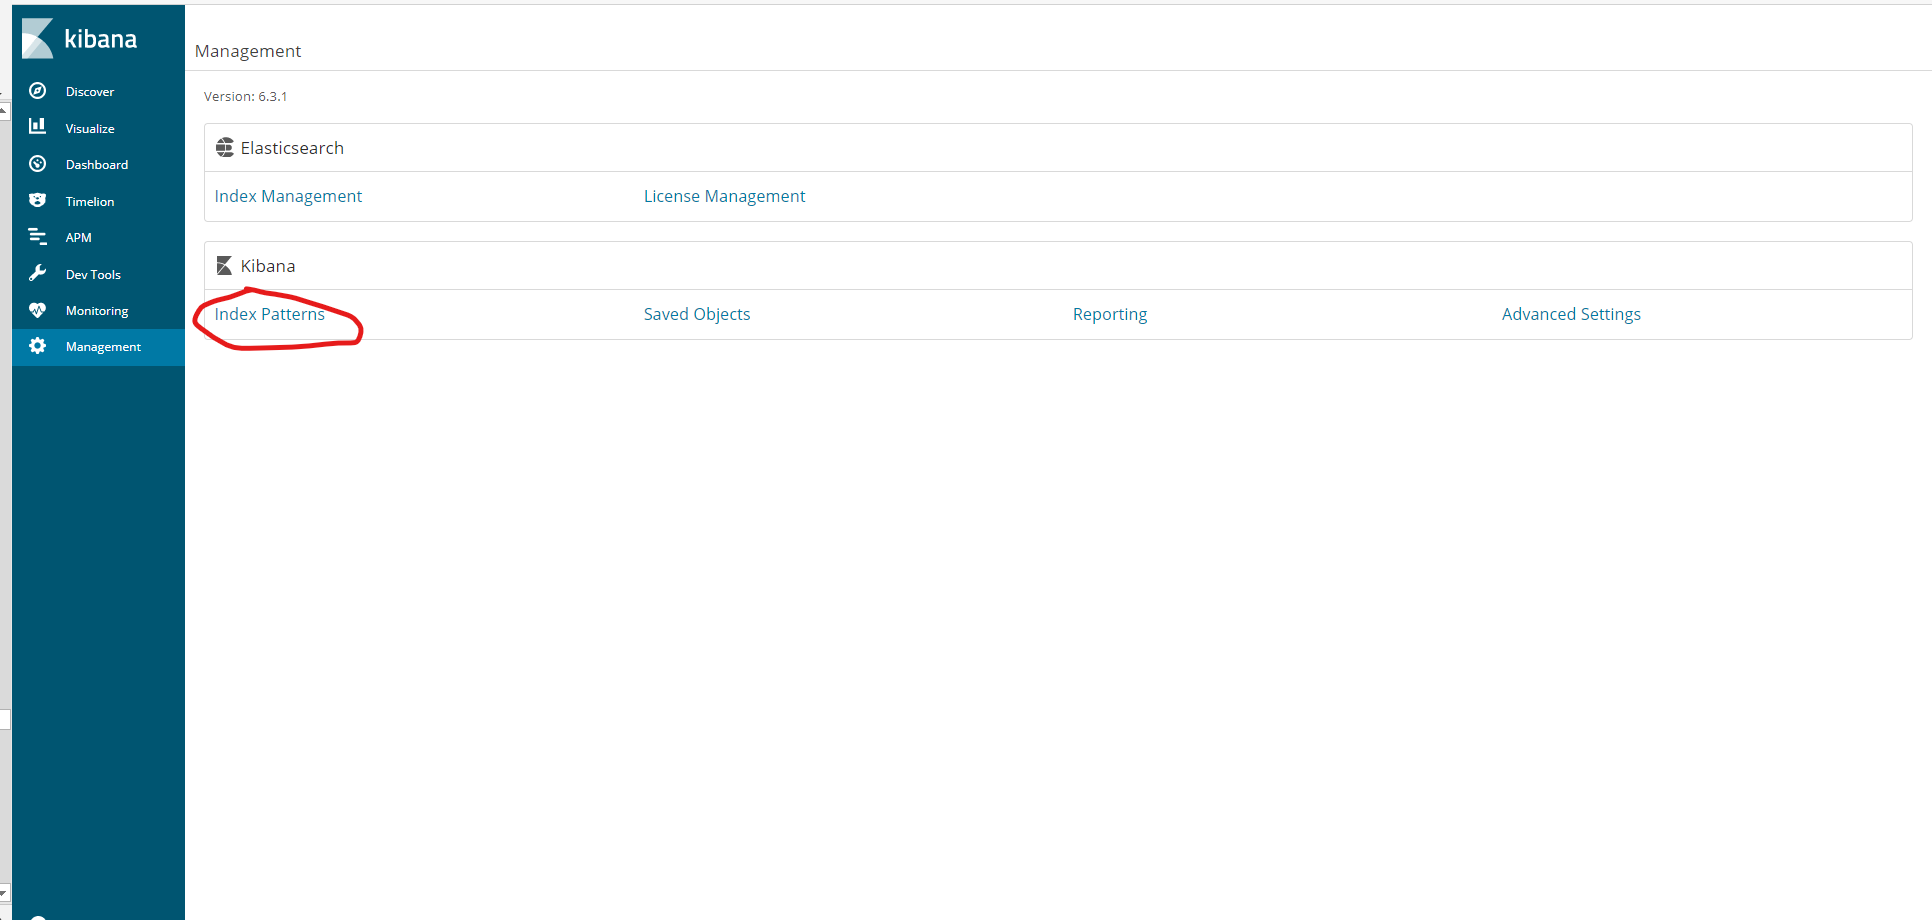 kibana
Discover
Visualize
Dashboard
Timelion
APM
Dev Tools
Monitoring
Management
Management
Version: 6.3.1
Elasticsearch
Index Management License Management
Kibana
Index Patterns Saved Objects Reporting Advanced Settings